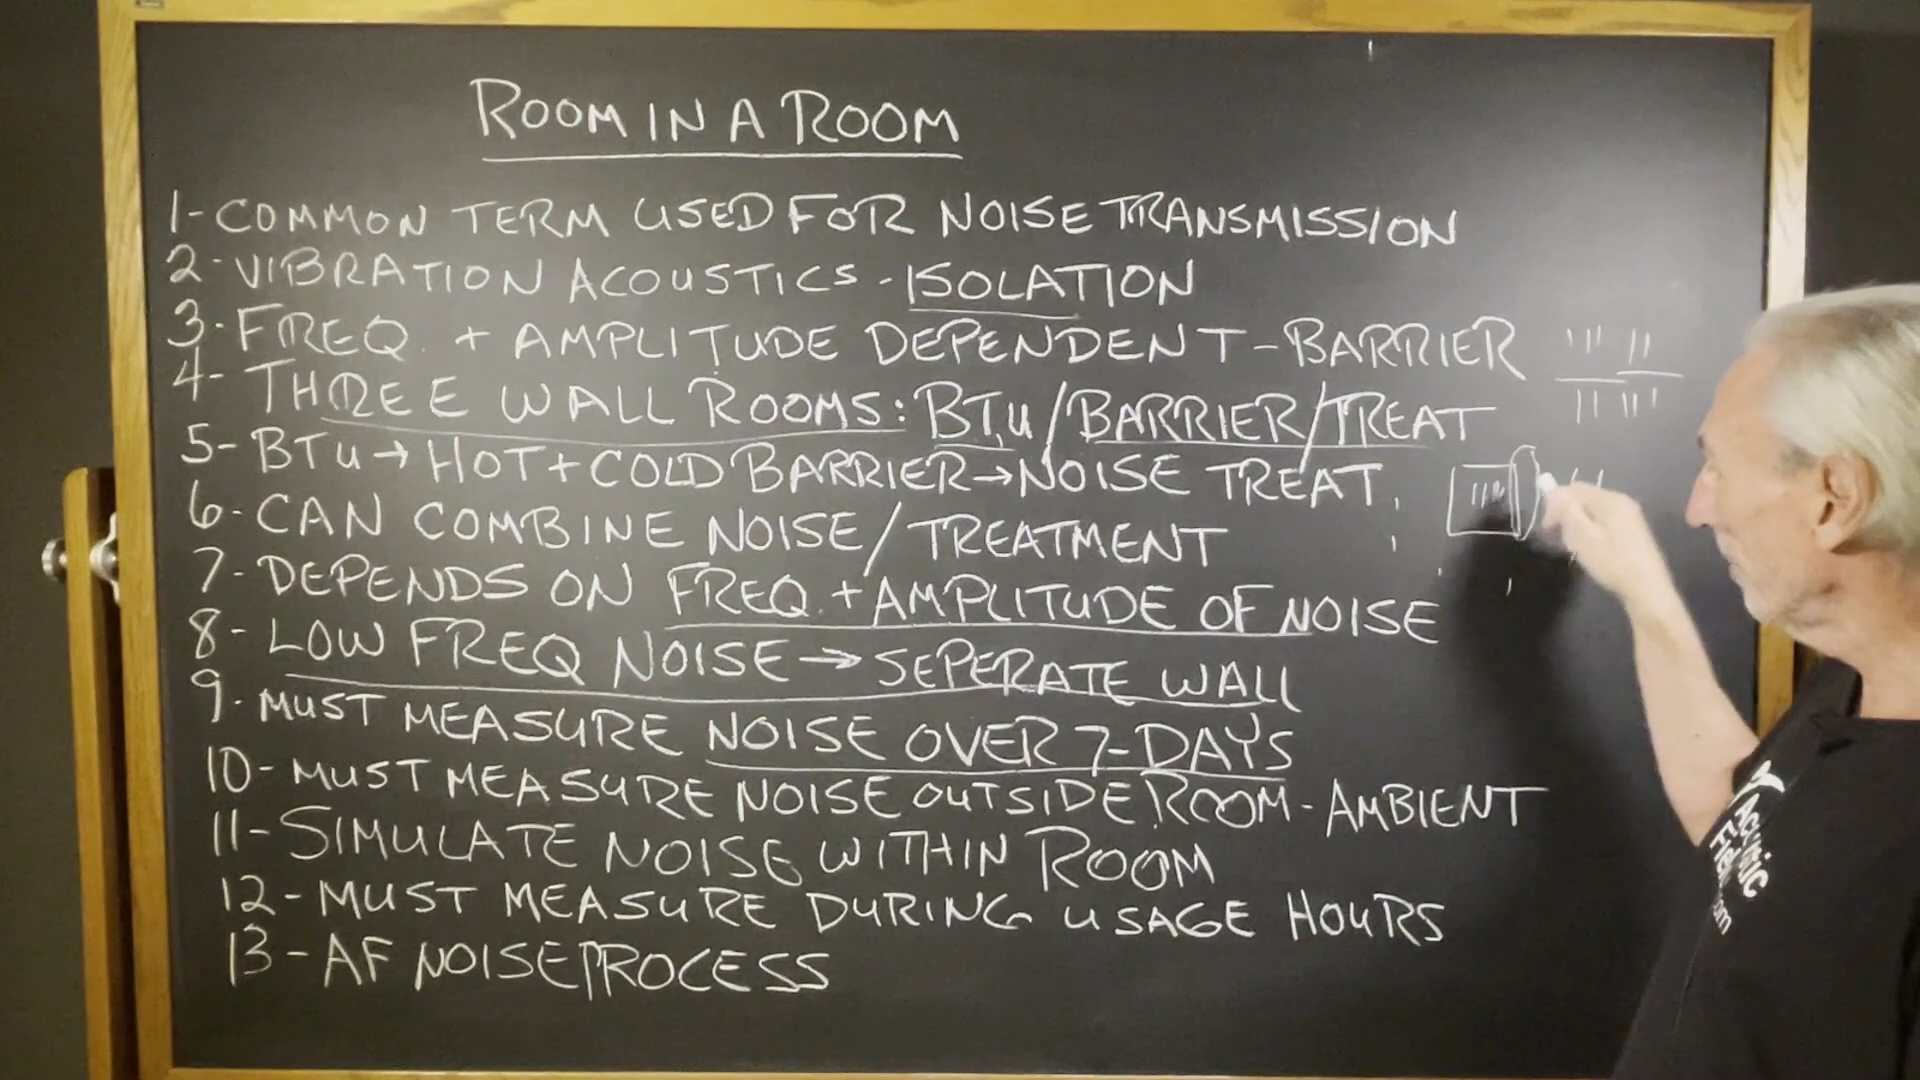 ROOM IN A ROOM
1- COMMON TERM USED FOR NOISE TRANSMISSION
2- VIBRATION ACOUSTICS - ISOLATION
3- FREQ. + AMPLITUDE DEPENDENT - BARRIER
4- THREE WALL ROOMS: BTU/BARRIER/TREAT
5- BTU → HOT + COLD BARRIER → NOISE TREAT.
6- CAN COMBINE NOISE/TREATMENT
7- DEPENDS ON FREQ. + AMPLITUDE OF NOISE
8- LOW FREQ NOISE → SEPERATE WALL
9- MUST MEASURE NOISE OVER 7-DAYS
10- MUST MEASURE NOISE OUTSIDE ROOM - AMBIENT
11- SIMULATE NOISE WITHIN ROOM
12- MUST MEASURE DURING USAGE HOURS
13- AF NOISE PROCESS